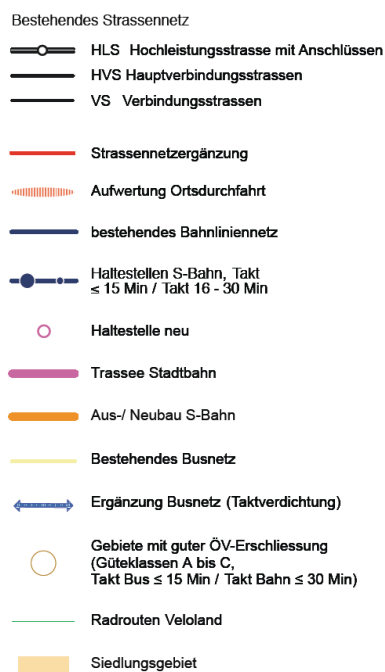 Bestehendes Strassennetz
HLS Hochleistungsstrasse mit Anschlüssen
HVS Hauptverbindungsstrassen
VS Verbindungsstrassen
Strassennetzergänzung
Aufwertung Ortsdurchfahrt
bestehendes Bahnliniennetz
Haltestellen S-Bahn, Takt
≤ 15 Min / Takt 16 - 30 Min
Haltestelle neu
Trassee Stadtbahn
Aus-/ Neubau S-Bahn
Bestehendes Busnetz
Ergänzung Busnetz (Taktverdichtung)
Gebiete mit guter ÖV-Erschliessung
(Güteklassen A bis C,
Takt Bus ≤ 15 Min / Takt Bahn ≤ 30 Min)
Radrouten Veloland
Siedlungsgebiet